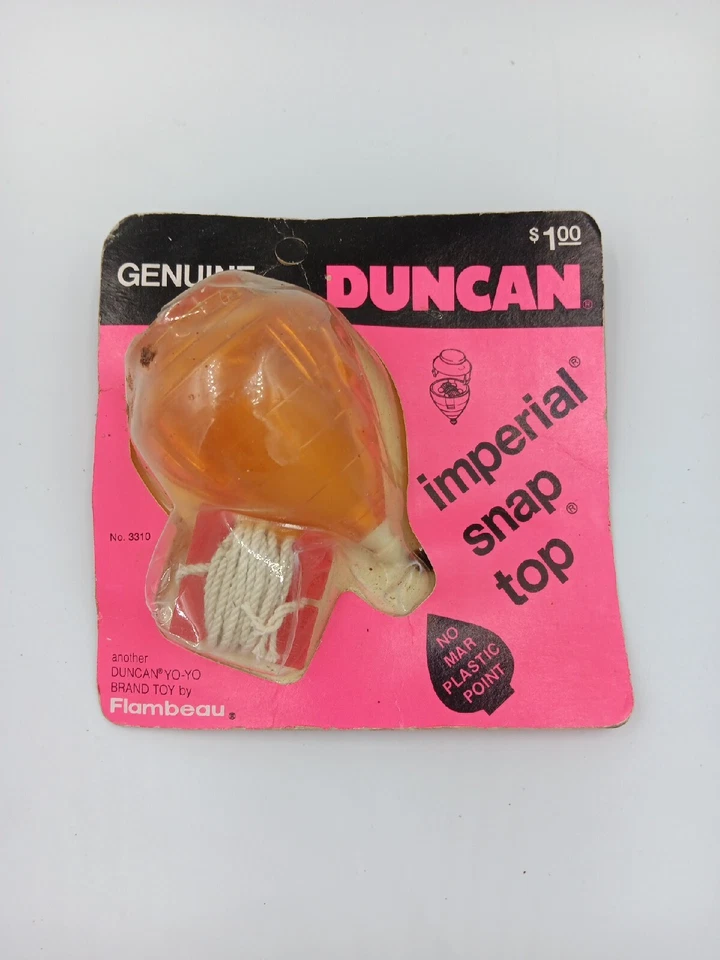 $1.00
GENUINE DUNCAN®
imperial®
snap
top®
No. 3310
NO
MAR
PLASTIC
POINT
another
DUNCAN® YO-YO
BRAND TOY by
Flambeau®